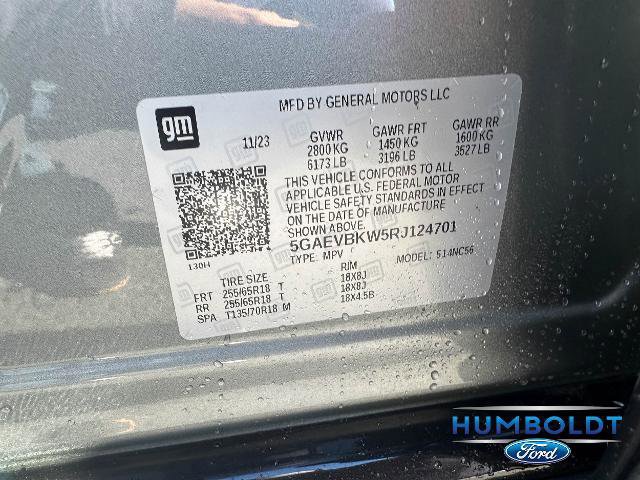 MFD BY GENERAL MOTORS LLC
gm
11/23 GVWR GAWR FRT GAWR RR
2800KG 1450 KG 1600 KG
6173 LB 3196 LB 3527 LB
THIS VEHICLE CONFORMS TO ALL
APPLICABLE U.S. FEDERAL MOTOR
VEHICLE SAFETY STANDARDS IN EFFECT
ON THE DATE OF MANUFACTURE
SHOWN ABOVE.
5GAEVBKW5RJ124701
TYPE: MPV MODEL: 514NC56
130H
TIRE SIZE RIM
FRT 255/65R18 T 18X8J
RR 255/65R18 T 18X8J
SPA T135/70R18 M 18X4.5B
HUMBOLDT
Ford